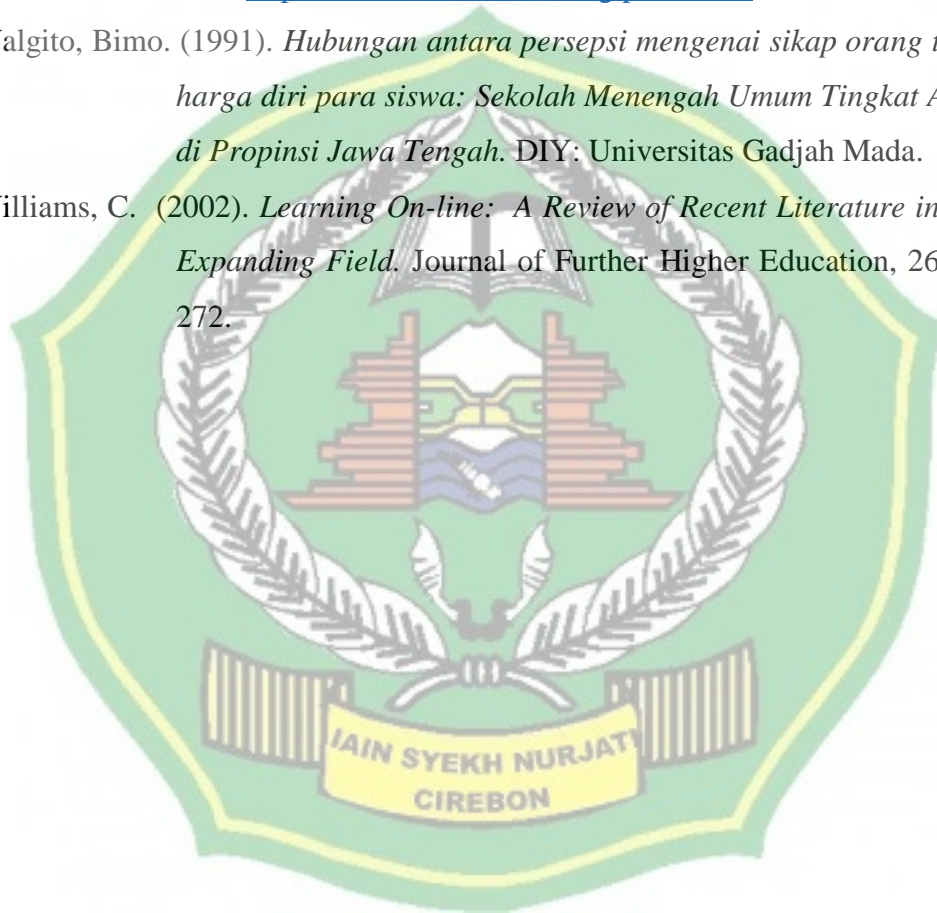 algito, Bimo. (1991). Hubungan antara persepsi mengenai sikap orang
harga diri para siswa: Sekolah Menengah Umum Tingkat
di Propinsi Jawa Tengah. DIY: Universitas Gadjah Mada.
illiams, C. (2002). Learning On-line: A Review of Recent Literature in
Expanding Field. Journal of Further Higher Education, 26
272.
IAIN SYEKH NURJATI
CIREBON